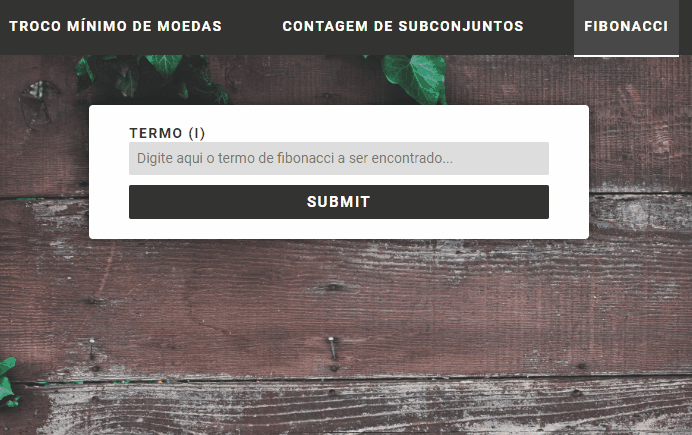 TROCO MÍNIMO DE MOEDAS CONTAGEM DE SUBCONJUNTOS FIBONACCI
TERMO (I)
Digite aqui o termo de fibonacci a ser encontrado...
SUBMIT